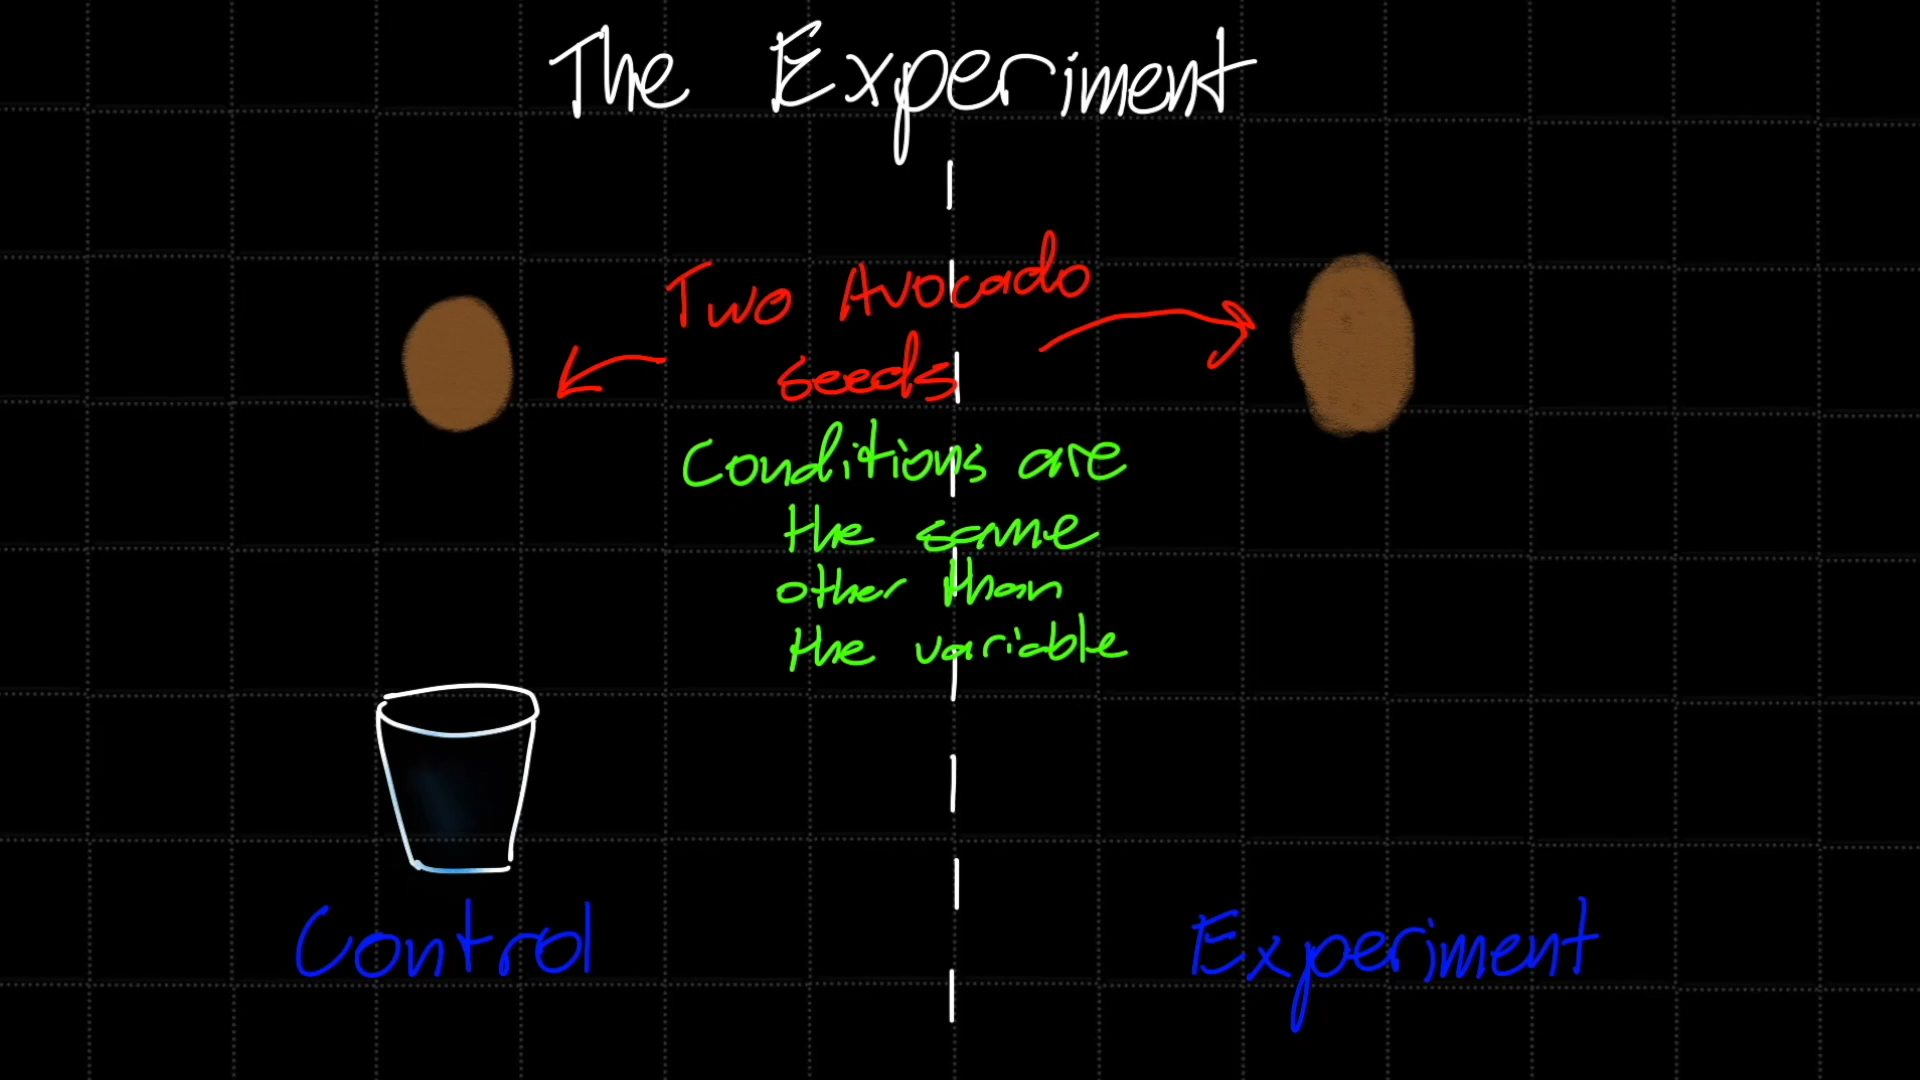 The Experiment
Two Avocado
seeds
Conditions are
the same
other than
the variable
Control
Experiment